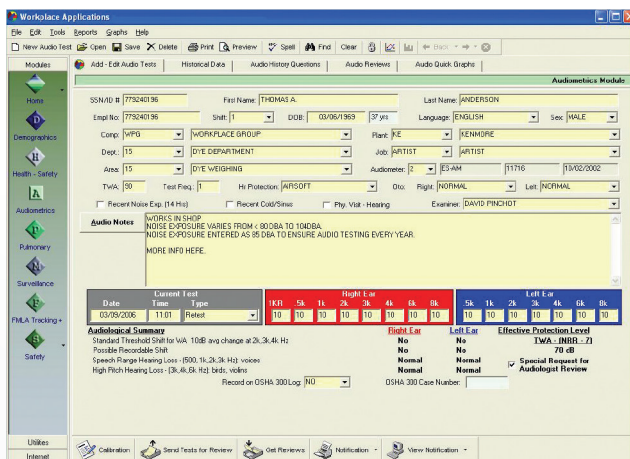 Workplace Applications
File Edit Tools Reports Graphs Help
New Audio Test Open Save Delete Print Preview Spell Find Clear Back
Modules Add - Edit Audio Tests Historical Data Audio History Questions Audio Reviews Audio Quick Graphs
Audiometrics Module
Home
Demographics
Health - Safety
Audiometrics
Pulmonary
Surveillance
FMLA Tracking +
Safety
Utilites
Internet
SSN/ID # 779240196 First Name: THOMAS A. Last Name: ANDERSON
Empl No: 779240196 Shift: 1 DOB: 03/06/1969 37 yrs Language: ENGLISH Sex: MALE
Comp: WPG WORKPLACE GROUP Plant: KE KENMORE
Dept.: 15 DYE DEPARTMENT Job: ARTIST ARTIST
Area: 15 DYE WEIGHING Audiometer: 2 ES-AM 11716 10/02/2002
TWA: 90 Test Freq.: 1 Hr Protection: AIRSOFT Oto: Right: NORMAL Left: NORMAL
Recent Noise Exp. (14 Hrs) Recent Cold/Sinus Phy. Visit - Hearing Examiner: DAVID PINCHOT
Audio Notes
WORKS IN SHOP
NOISE EXPOSURE VARIES FROM < 80 DBA TO 104DBA.
NOISE EXPOSURE ENTERED AS 85 DBA TO ENSURE AUDIO TESTING EVERY YEAR.
MORE INFO HERE.
Current Test Right Ear Left Ear
Date Time Type 1KR .5k 1k 2k 3k 4k 6k 8k .5k 1k 2k 3k 4k 6k 8k
03/09/2006 11:01 Retest 10 10 10 10 10 10 10 10 10 10 10 10 10 10 10
Audiological Summary Right Ear Left Ear Effective Protection Level
Standard Threshold Shift for WA 10dB avg change at 2k,3k,4k Hz No No TWA - (NRR - 7)
Possible Recordable Shift No No 70 dB
Speech Range Hearing Loss - (500,1k,2k,3k Hz): voices Normal Normal Special Request for
High Pitch Hearing Loss - (3k,4k,6k Hz): birds, violins Normal Normal Audiologist Review
Record on OSHA 300 Log: NO OSHA 300 Case Number:
Calibration Send Tests for Review Get Reviews Notification View Notification